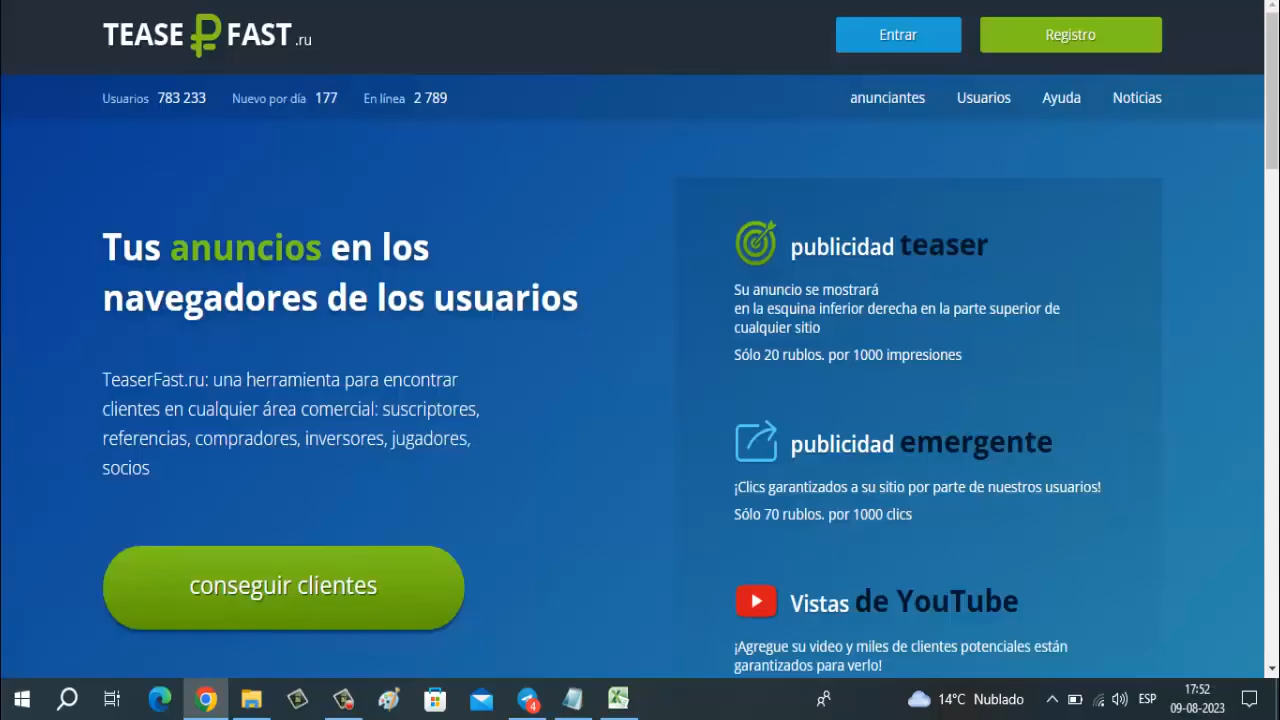 TEASE₽FAST.ru
Entrar
Registro
Usuarios 783 233 Nuevo por día 177 En línea 2 789
anunciantes Usuarios Ayuda Noticias
Tus anuncios en los
navegadores de los usuarios
TeaserFast.ru: una herramienta para encontrar
clientes en cualquier área comercial: suscriptores,
referencias, compradores, inversores, jugadores,
socios
conseguir clientes
publicidad teaser
Su anuncio se mostrará
en la esquina inferior derecha en la parte superior de
cualquier sitio
Sólo 20 rublos. por 1000 impresiones
publicidad emergente
¡Clics garantizados a su sitio por parte de nuestros usuarios!
Sólo 70 rublos. por 1000 clics
Vistas de YouTube
¡Agregue su video y miles de clientes potenciales están
garantizados para verlo!
4
14°C Nublado
ESP
17:52
09-08-2023